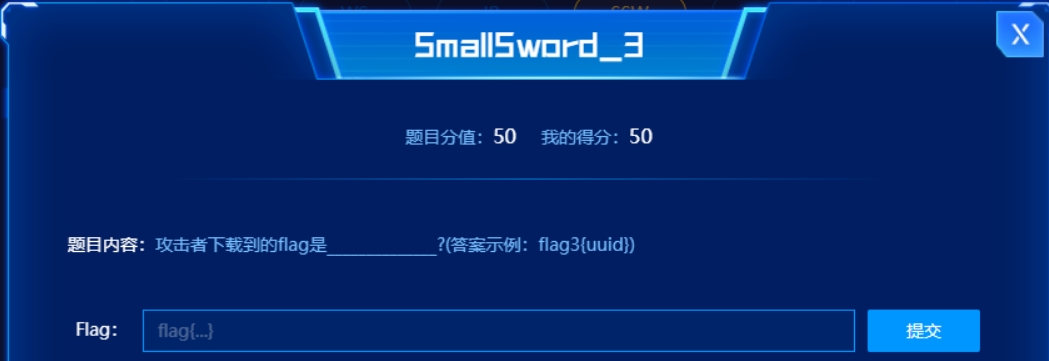 SmallSword_3
X
题目分值：50 我的得分：50
题目内容：攻击者下载到的flag是____________?(答案示例：flag3{uuid})
Flag： flag{...} 提交